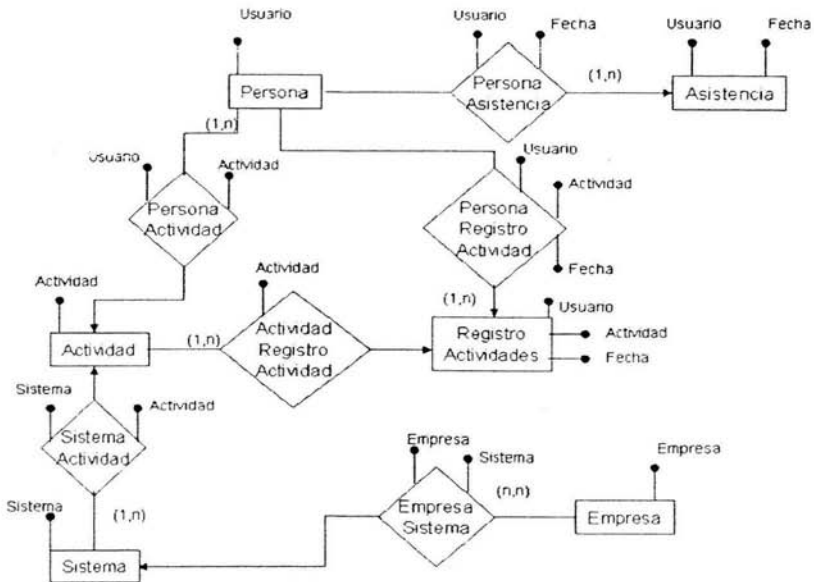 Usuario
Usuario
Fecha
Usuario
Fecha
Persona
Persona
Asistencia
(1,n)
Asistencia
(1,n)
Usuario
Actividad
Usuario
Actividad
Persona
Actividad
Persona
Registro
Actividad
Fecha
Actividad
Actividad
(1,n)
Usuario
Actividad
(1,n)
Actividad
Registro
Actividad
Registro
Actividades
Actividad
Fecha
Sistema
Actividad
Sistema
Actividad
Empresa
Sistema
Empresa
Sistema
(1,n)
Empresa
Sistema
(n,n)
Empresa
Sistema